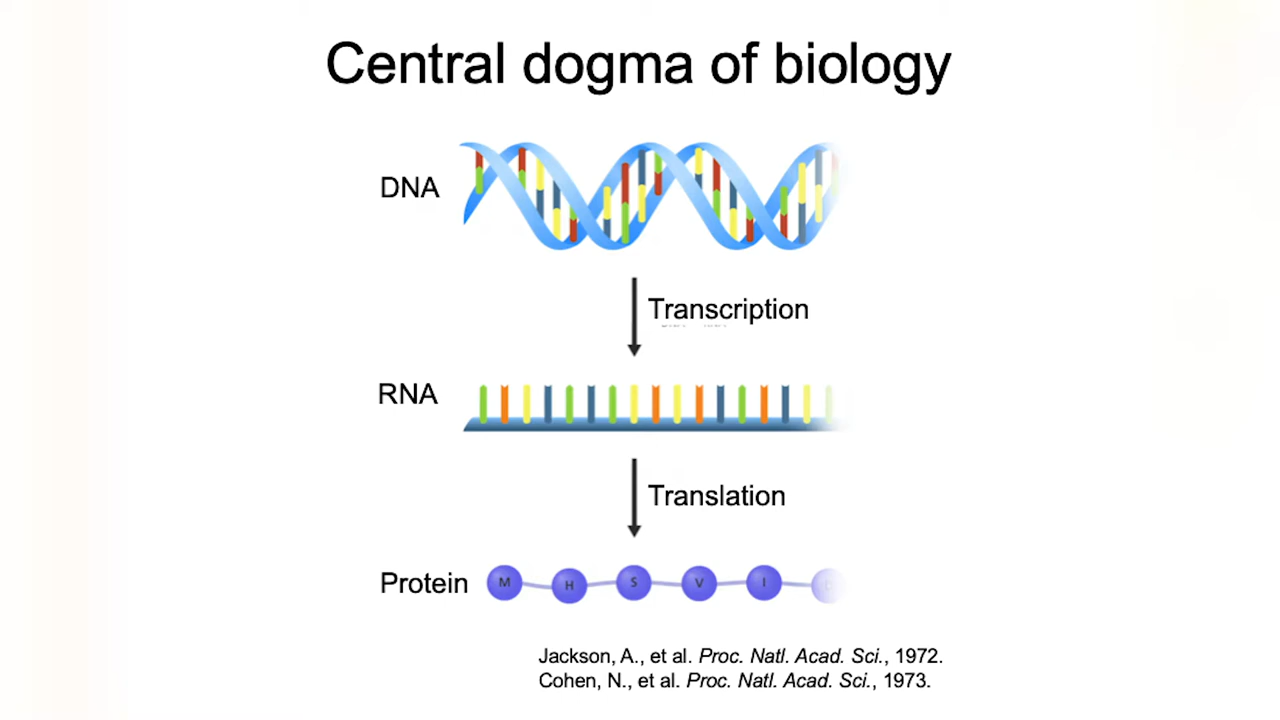 Central dogma of biology
DNA
Transcription
RNA
Translation
Protein
M H S V I
Jackson, A., et al. Proc. Natl. Acad. Sci., 1972.
Cohen, N., et al. Proc. Natl. Acad. Sci., 1973.